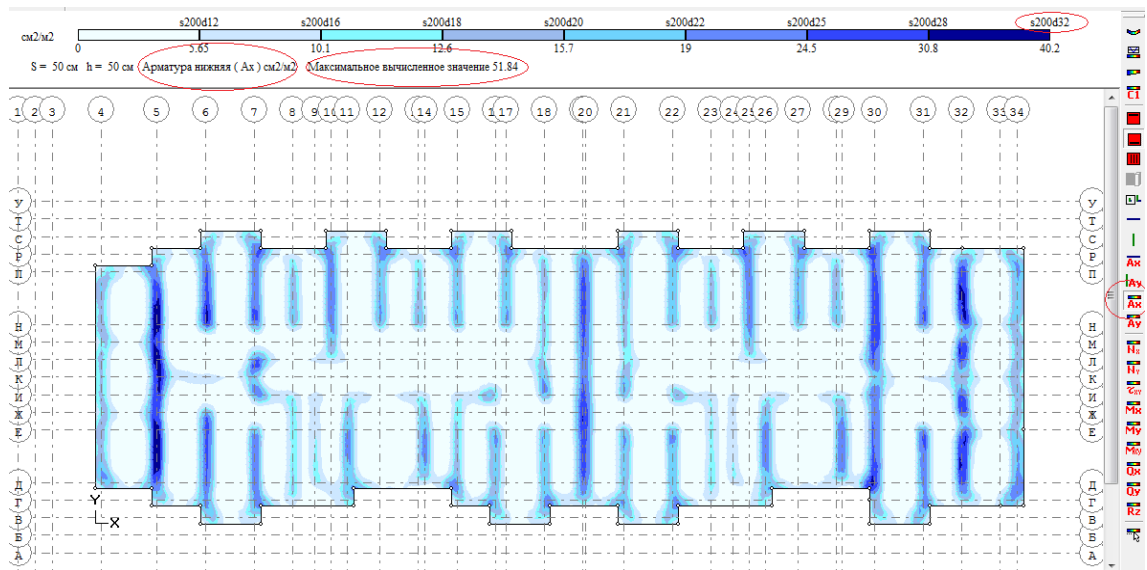 s200d12 s200d16 s200d18 s200d20 s200d22 s200d25 s200d28 s200d32
см2/м2
0 5.65 10.1 12.6 15.7 19 24.5 30.8 40.2
S = 50 см h = 50 см Арматура нижняя ( Ax ) см2/м2 Максимальное вычисленное значение 51.84
1 2 3 4 5 6 7 8 9 10 11 12 14 15 1 17 18 20 21 22 23 24 25 26 27 29 30 31 32 33 34
C1
У У
Т Т
С С
Р Р
П П
Ax
Ay
Ax
Н Н
Ay
М М
Л Л
Nx
К К
Ny
И И
τxy
Ж Ж
Mx
Е Е
My
Mxy
Qx
Д Д
Y
Г Г
Qy
В X В
Rz
Б Б
А А